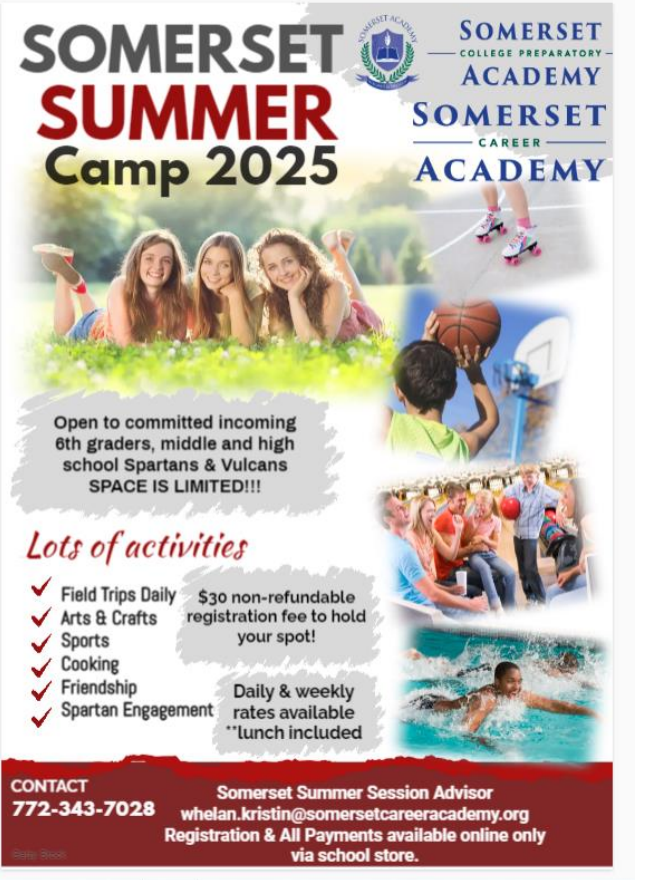 SOMERSET
SUMMER
Camp 2025
SOMERSET ACADEMY
SOMERSET
COLLEGE PREPARATORY
ACADEMY
SOMERSET
CAREER
ACADEMY
Open to committed incoming
6th graders, middle and high
school Spartans & Vulcans
SPACE IS LIMITED!!!
Lots of activities
Field Trips Daily
Arts & Crafts
Sports
Cooking
Friendship
Spartan Engagement
$30 non-refundable
registration fee to hold
your spot!
Daily & weekly
rates available
**lunch included
CONTACT
772-343-7028
Somerset Summer Session Advisor
whelan.kristin@somersetcareeracademy.org
Registration & All Payments available online only
via school store.